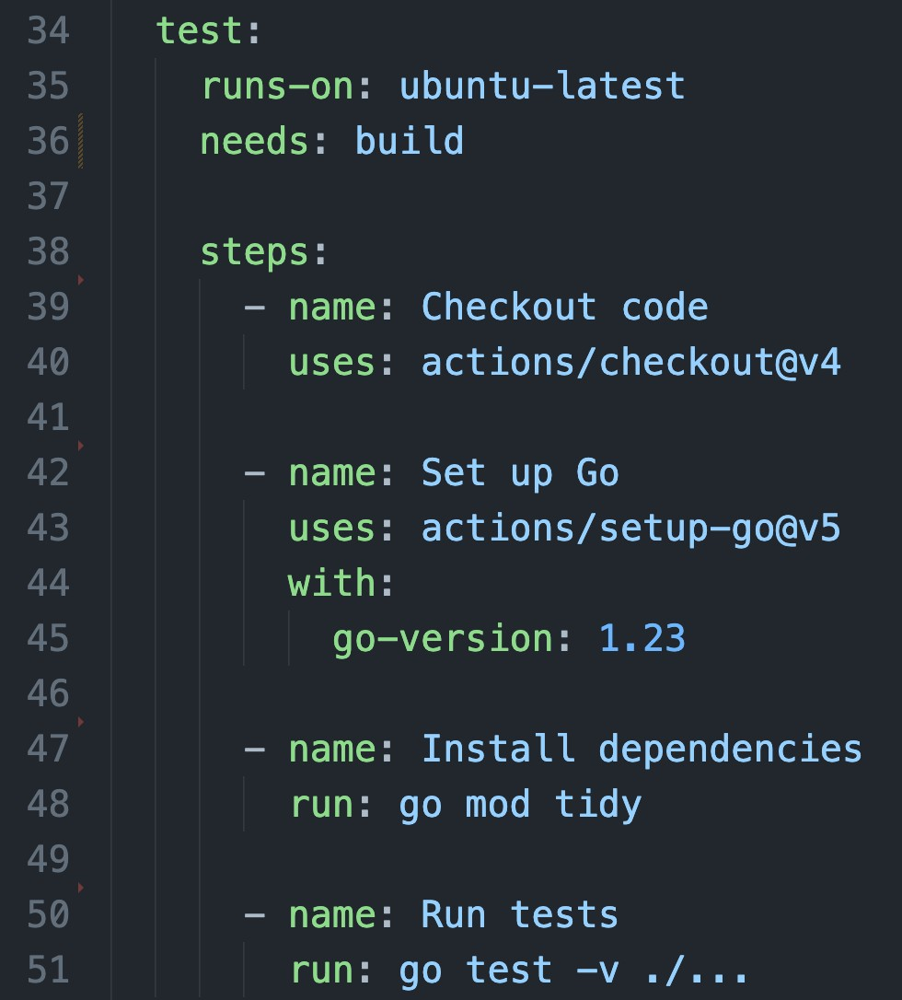 34 test:
35 runs-on: ubuntu-latest
36 needs: build
37
38 steps:
39 - name: Checkout code
40 uses: actions/checkout@v4
41
42 - name: Set up Go
43 uses: actions/setup-go@v5
44 with:
45 go-version: 1.23
46
47 - name: Install dependencies
48 run: go mod tidy
49
50 - name: Run tests
51 run: go test -v ./...